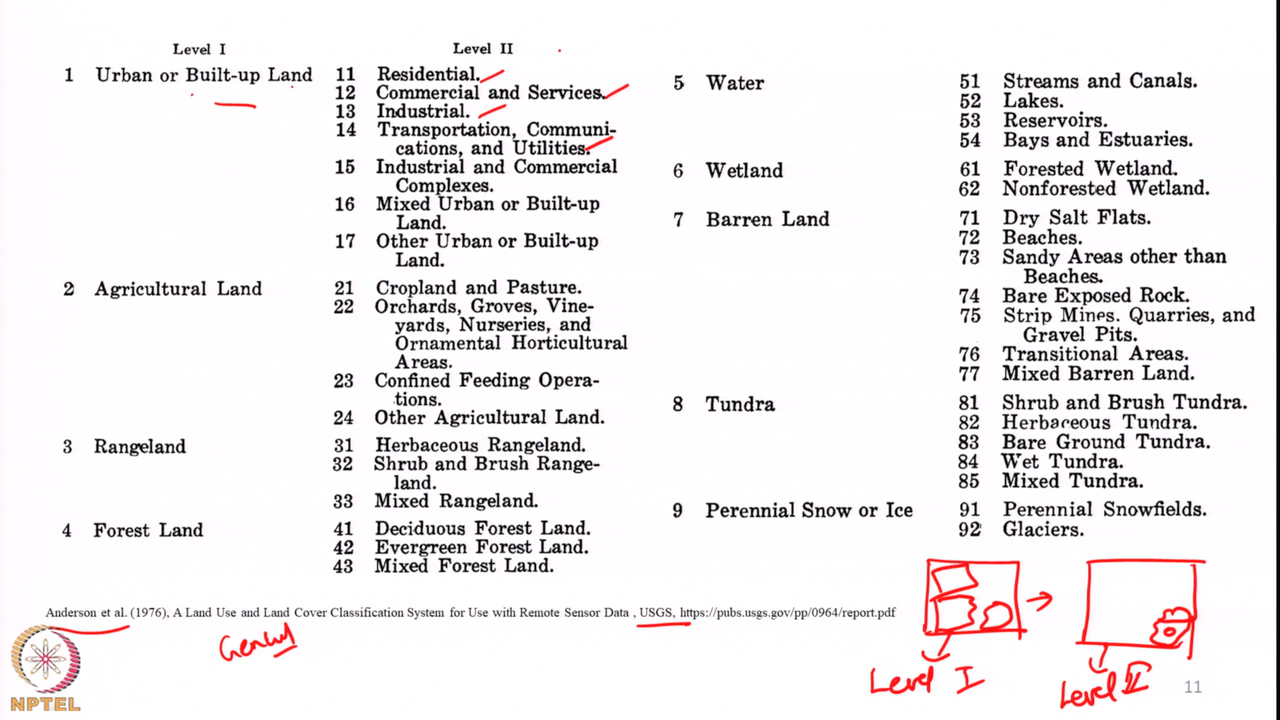 Level I Level II
1 Urban or Built-up Land 11 Residential.
12 Commercial and Services.
13 Industrial.
14 Transportation, Communi-
cations, and Utilities.
15 Industrial and Commercial
Complexes.
16 Mixed Urban or Built-up
Land.
17 Other Urban or Built-up
Land.
2 Agricultural Land 21 Cropland and Pasture.
22 Orchards, Groves, Vine-
yards, Nurseries, and
Ornamental Horticultural
Areas.
23 Confined Feeding Opera-
tions.
24 Other Agricultural Land.
3 Rangeland 31 Herbaceous Rangeland.
32 Shrub and Brush Range-
land.
33 Mixed Rangeland.
4 Forest Land 41 Deciduous Forest Land.
42 Evergreen Forest Land.
43 Mixed Forest Land.
5 Water 51 Streams and Canals.
52 Lakes.
53 Reservoirs.
54 Bays and Estuaries.
6 Wetland 61 Forested Wetland.
62 Nonforested Wetland.
7 Barren Land 71 Dry Salt Flats.
72 Beaches.
73 Sandy Areas other than
Beaches.
74 Bare Exposed Rock.
75 Strip Mines. Quarries, and
Gravel Pits.
76 Transitional Areas.
77 Mixed Barren Land.
8 Tundra 81 Shrub and Brush Tundra.
82 Herbaceous Tundra.
83 Bare Ground Tundra.
84 Wet Tundra.
85 Mixed Tundra.
9 Perennial Snow or Ice 91 Perennial Snowfields.
92 Glaciers.
Anderson et al. (1976), A Land Use and Land Cover Classification System for Use with Remote Sensor Data , USGS, https://pubs.usgs.gov/pp/0964/report.pdf
Level I
Level II
NPTEL
11